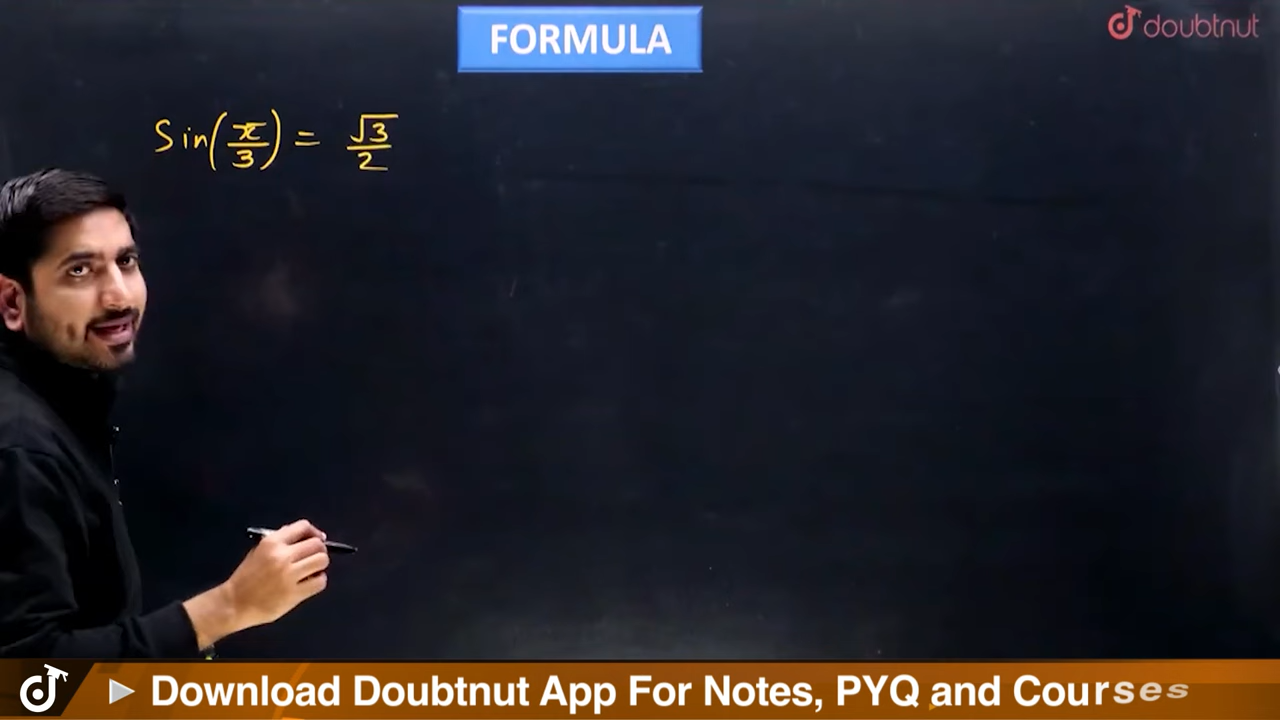 FORMULA
doubtnut
Sin(π/3) = √3/2
Download Doubtnut App For Notes, PYQ and Courses